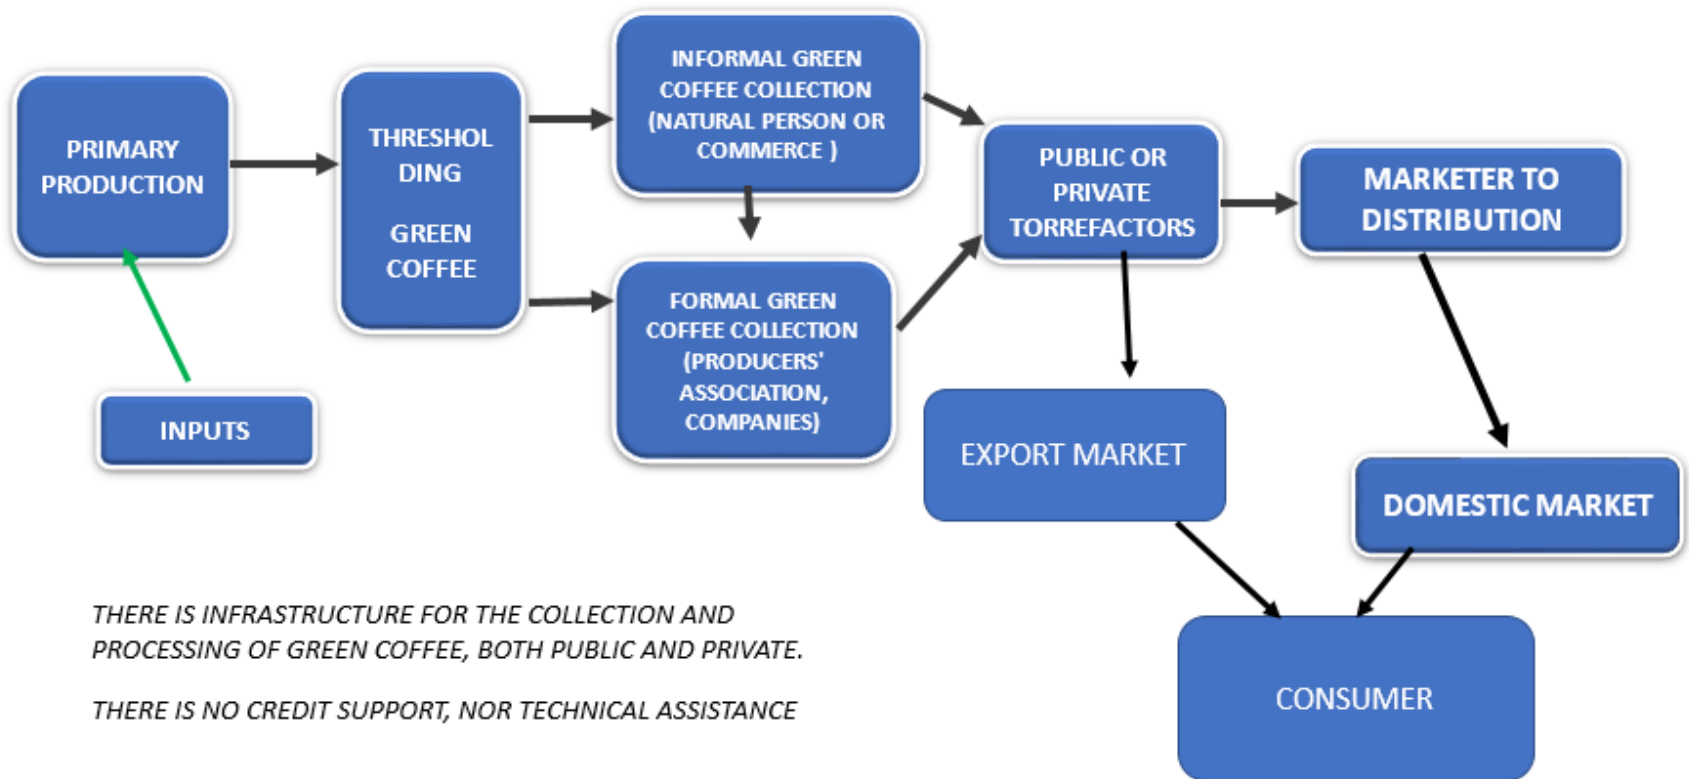 PRIMARY
PRODUCTION
INPUTS
THRESHOL
DING
GREEN
COFFEE
INFORMAL GREEN
COFFEE COLLECTION
(NATURAL PERSON OR
COMMERCE )
FORMAL GREEN
COFFEE COLLECTION
(PRODUCERS'
ASSOCIATION,
COMPANIES)
PUBLIC OR
PRIVATE
TORREFACTORS
MARKETER TO
DISTRIBUTION
EXPORT MARKET
DOMESTIC MARKET
CONSUMER
THERE IS INFRASTRUCTURE FOR THE COLLECTION AND
PROCESSING OF GREEN COFFEE, BOTH PUBLIC AND PRIVATE.
THERE IS NO CREDIT SUPPORT, NOR TECHNICAL ASSISTANCE